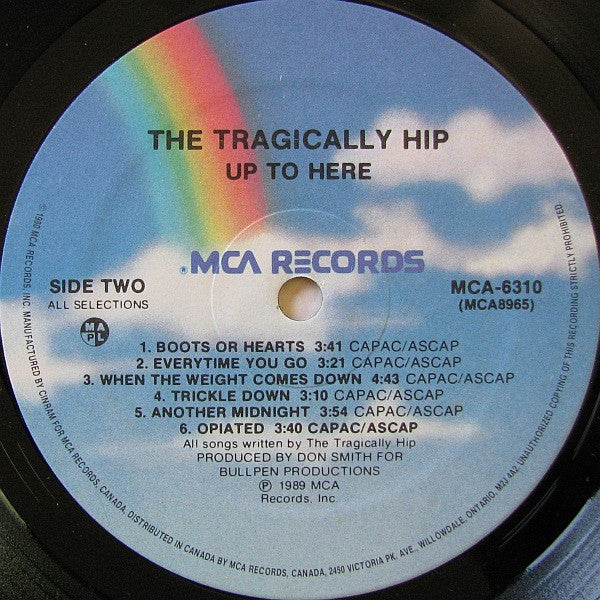 THE TRAGICALLY HIP
UP TO HERE
® MCA RECORDS
SIDE TWO
ALL SELECTIONS
MCA-6310
(MCA8965)
M A
P L
1. BOOTS OR HEARTS 3:41 CAPAC/ASCAP
2. EVERYTIME YOU GO 3:21 CAPAC/ASCAP
3. WHEN THE WEIGHT COMES DOWN 4:43 CAPAC/ASCAP
4. TRICKLE DOWN 3:10 CAPAC/ASCAP
5. ANOTHER MIDNIGHT 3:54 CAPAC/ASCAP
6. OPIATED 3:40 CAPAC/ASCAP
All songs written by The Tragically Hip
PRODUCED BY DON SMITH FOR
BULLPEN PRODUCTIONS
℗ 1989 MCA
Records, Inc.
© 1980 MCA RECORDS, INC. MANUFACTURED BY CINRAM FOR MCA RECORDS, CANADA, DISTRIBUTED IN CANADA BY MCA RECORDS, CANADA, 2450 VICTORIA PK. AVE., WILLOWDALE, ONTARIO, M2J 4A2. UNAUTHORIZED COPYING OF THIS RECORDING STRICTLY PROHIBITED